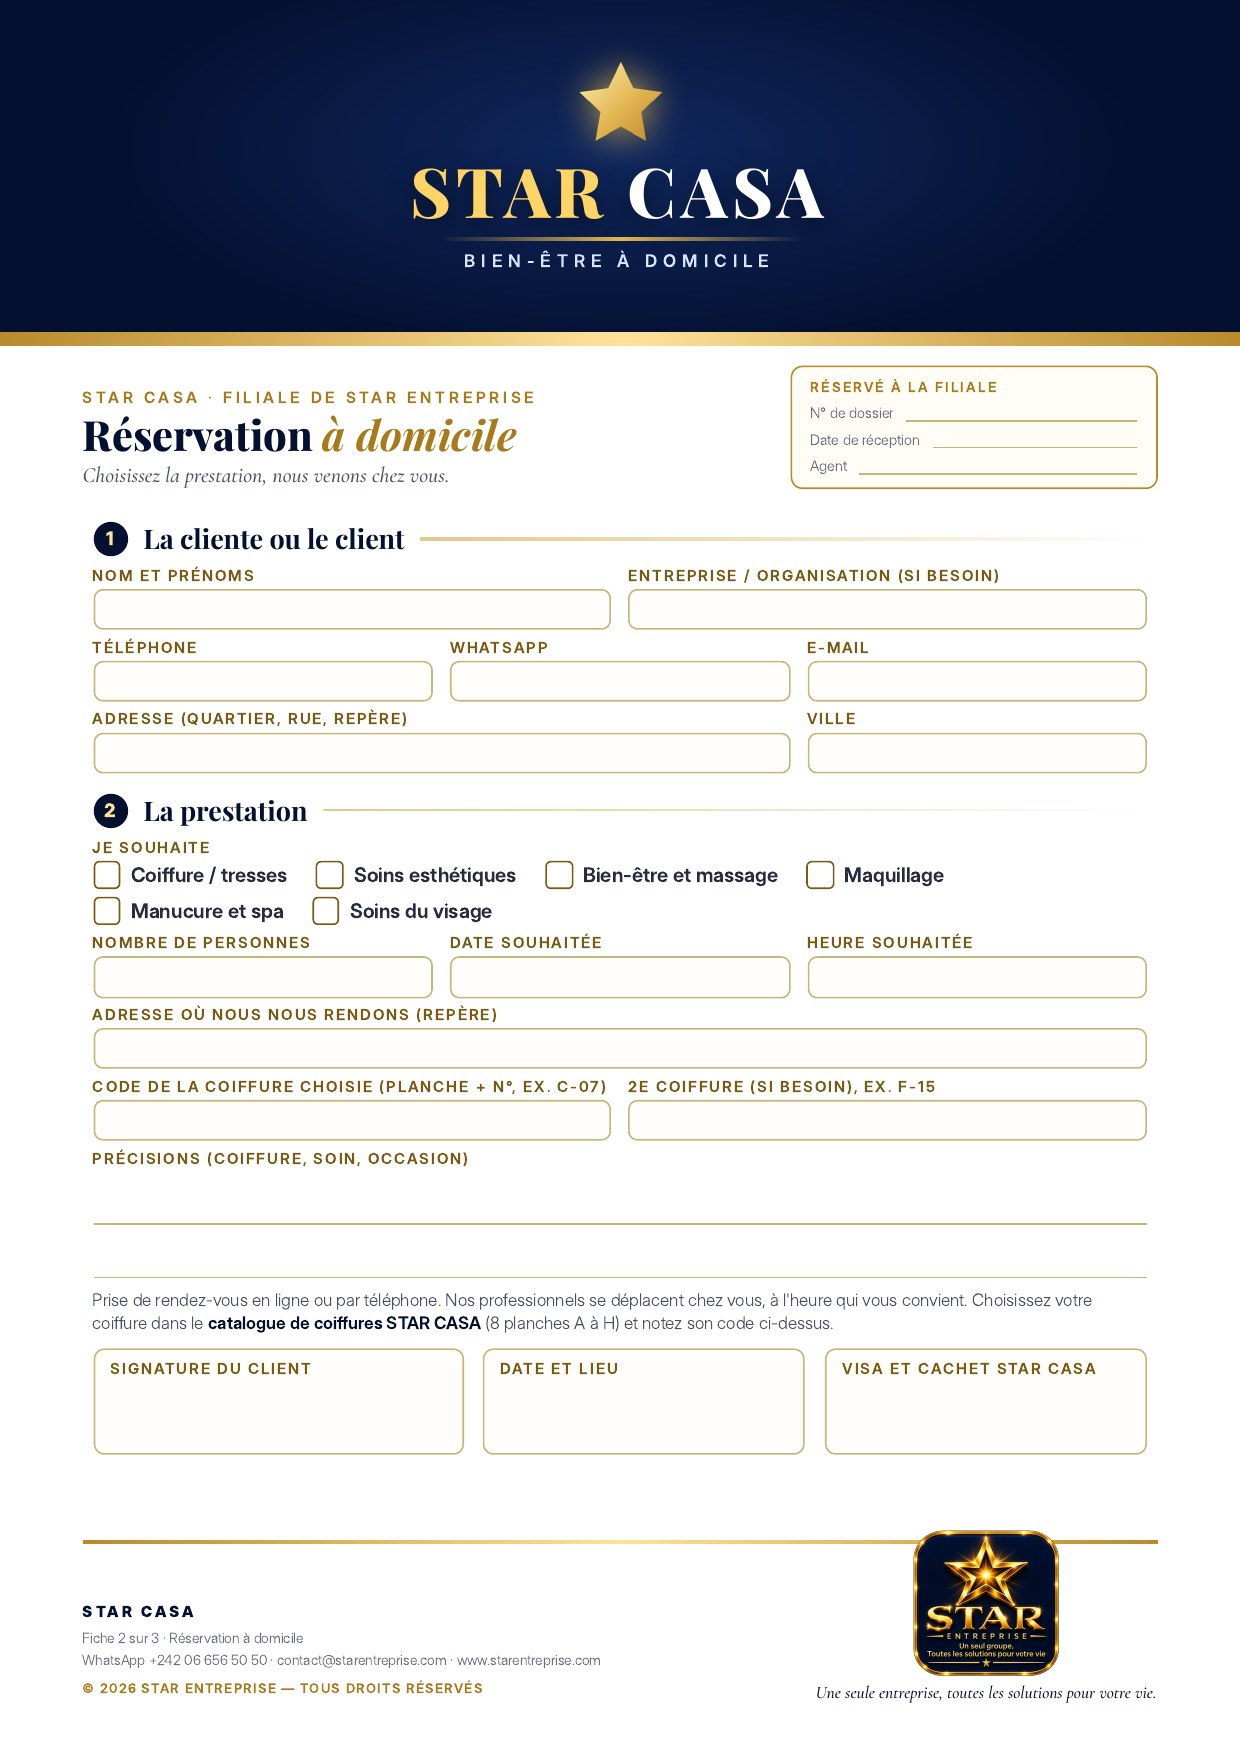 STAR CASA
BIEN-ÊTRE À DOMICILE
STAR CASA · FILIALE DE STAR ENTREPRISE
Réservation à domicile
Choisissez la prestation, nous venons chez vous.
RÉSERVÉ À LA FILIALE
N° de dossier
Date de réception
Agent
1 La cliente ou le client
NOM ET PRÉNOMS
ENTREPRISE / ORGANISATION (SI BESOIN)
TÉLÉPHONE
WHATSAPP
E-MAIL
ADRESSE (QUARTIER, RUE, REPÈRE)
VILLE
2 La prestation
JE SOUHAITE
Coiffure / tresses
Soins esthétiques
Bien-être et massage
Maquillage
Manucure et spa
Soins du visage
NOMBRE DE PERSONNES
DATE SOUHAITÉE
HEURE SOUHAITÉE
ADRESSE OÙ NOUS NOUS RENDONS (REPÈRE)
CODE DE LA COIFFURE CHOISIE (PLANCHE + N°, EX. C-07)
2E COIFFURE (SI BESOIN), EX. F-15
PRÉCISIONS (COIFFURE, SOIN, OCCASION)
Prise de rendez-vous en ligne ou par téléphone. Nos professionnels se déplacent chez vous, à l'heure qui vous convient. Choisissez votre
coiffure dans le catalogue de coiffures STAR CASA (8 planches A à H) et notez son code ci-dessus.
SIGNATURE DU CLIENT
DATE ET LIEU
VISA ET CACHET STAR CASA
STAR CASA
Fiche 2 sur 3 · Réservation à domicile
WhatsApp +242 06 656 50 50 · contact@starentreprise.com · www.starentreprise.com
© 2026 STAR ENTREPRISE — TOUS DROITS RÉSERVÉS
STAR
ENTREPRISE
Un seul groupe,
Toutes les solutions pour votre vie
Une seule entreprise, toutes les solutions pour votre vie.